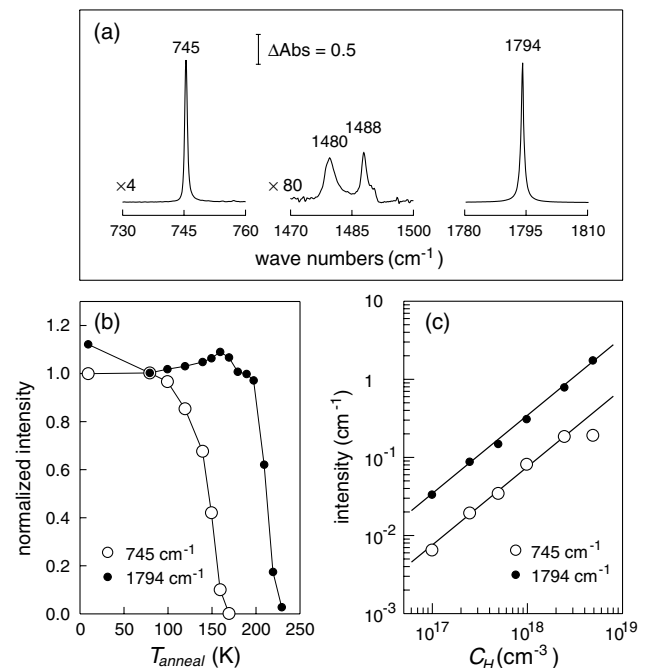 (a)
745
ΔAbs = 0.5
1794
1480
1488
×4
× 80
730 745 760 1470 1485 1500 1780 1795 1810
wave numbers (cm⁻¹)
(b)
normalized intensity
1.2
1.0
0.8
0.6
0.4
0.2
0.0
745 cm⁻¹
1794 cm⁻¹
0 50 100 150 200 250
T_anneal (K)
(c)
intensity (cm⁻¹)
10
1
10⁻¹
10⁻²
10⁻³
745 cm⁻¹
1794 cm⁻¹
10¹⁷ 10¹⁸ 10¹⁹
C_H (cm⁻³)